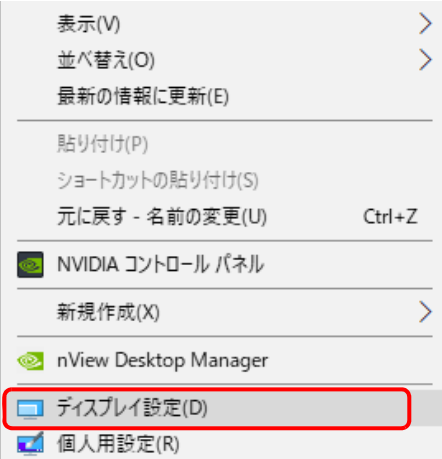 表示(V)
並べ替え(O)
最新の情報に更新(E)
貼り付け(P)
ショートカットの貼り付け(S)
元に戻す - 名前の変更(U) Ctrl+Z
NVIDIA コントロール パネル
新規作成(X)
nView Desktop Manager
ディスプレイ設定(D)
個人用設定(R)